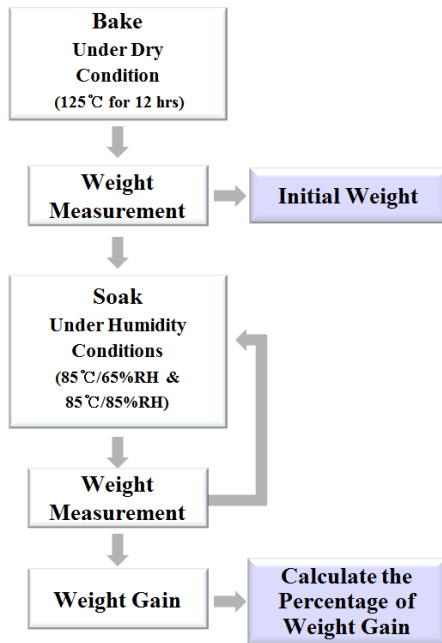 Bake
Under Dry
Condition
(125℃ for 12 hrs)
Weight
Measurement
Initial Weight
Soak
Under Humidity
Conditions
(85℃/65%RH &
85℃/85%RH)
Weight
Measurement
Weight Gain
Calculate the
Percentage of
Weight Gain